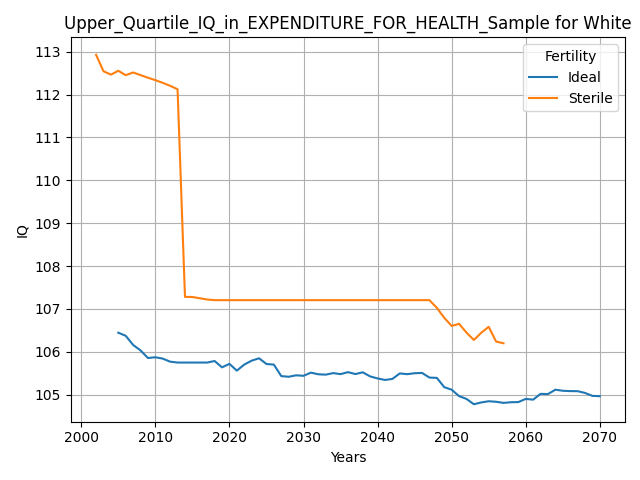 Upper_Quartile_IQ_in_EXPENDITURE_FOR_HEALTH_Sample for White
Fertility
Ideal
Sterile
113
112
111
110
109
108
107
106
105
IQ
2000 2010 2020 2030 2040 2050 2060 2070
Years